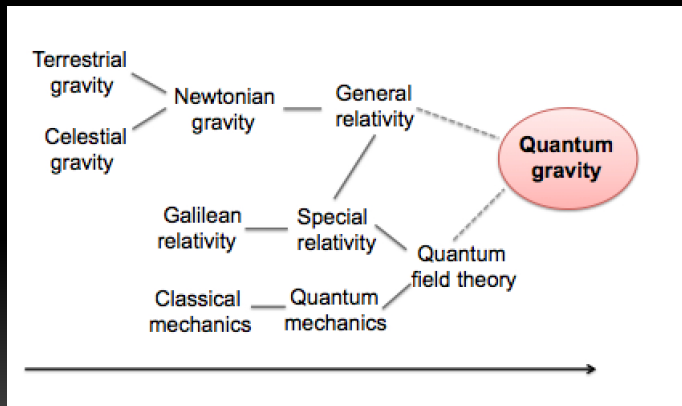 Terrestrial
gravity
Celestial
gravity
Newtonian
gravity
General
relativity
Quantum
gravity
Galilean
relativity
Special
relativity
Quantum
field theory
Classical
mechanics
Quantum
mechanics